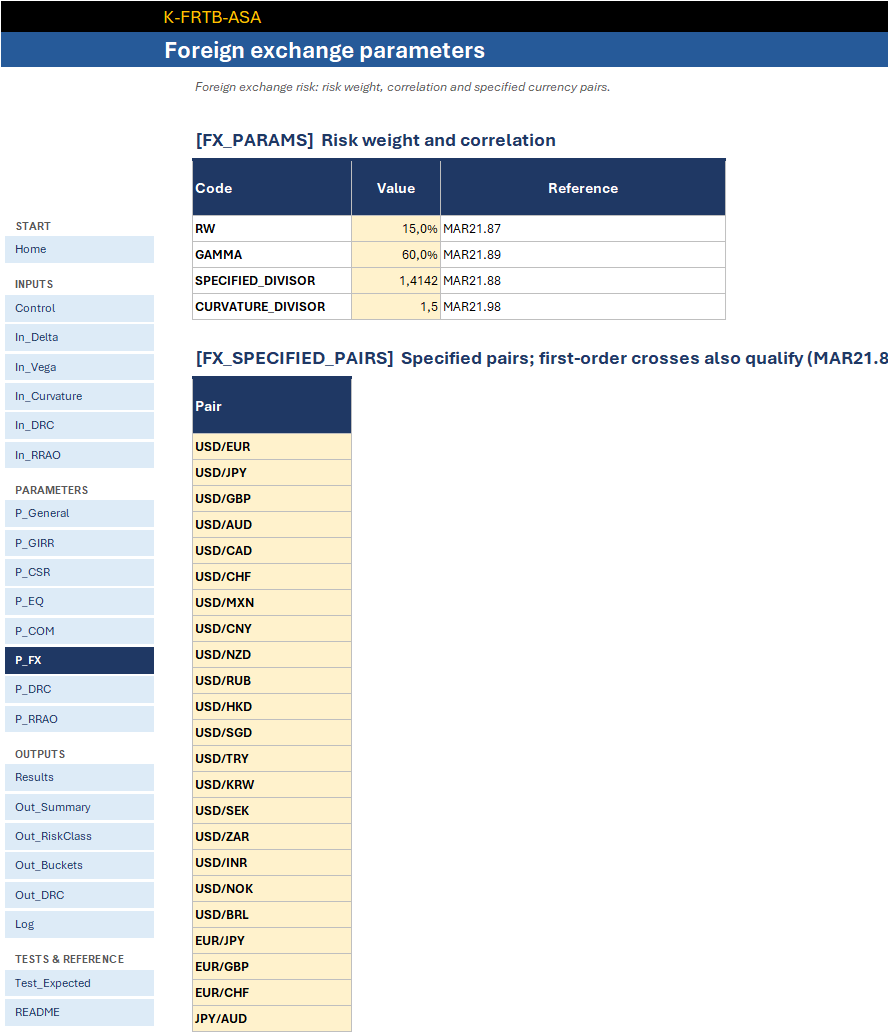 K-FRTB-ASA
Foreign exchange parameters
Foreign exchange risk: risk weight, correlation and specified currency pairs.
[FX_PARAMS] Risk weight and correlation
Code Value Reference
RW 15,0% MAR21.87
GAMMA 60,0% MAR21.89
SPECIFIED_DIVISOR 1,4142 MAR21.88
CURVATURE_DIVISOR 1,5 MAR21.98
[FX_SPECIFIED_PAIRS] Specified pairs; first-order crosses also qualify (MAR21.8
Pair
USD/EUR
USD/JPY
USD/GBP
USD/AUD
USD/CAD
USD/CHF
USD/MXN
USD/CNY
USD/NZD
USD/RUB
USD/HKD
USD/SGD
USD/TRY
USD/KRW
USD/SEK
USD/ZAR
USD/INR
USD/NOK
USD/BRL
EUR/JPY
EUR/GBP
EUR/CHF
JPY/AUD
START
Home
INPUTS
Control
In_Delta
In_Vega
In_Curvature
In_DRC
In_RRAO
PARAMETERS
P_General
P_GIRR
P_CSR
P_EQ
P_COM
P_FX
P_DRC
P_RRAO
OUTPUTS
Results
Out_Summary
Out_RiskClass
Out_Buckets
Out_DRC
Log
TESTS & REFERENCE
Test_Expected
README